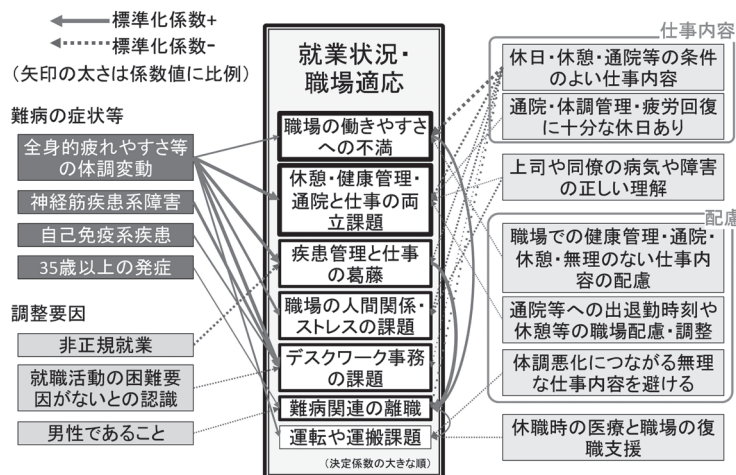 標準化係数+
標準化係数-
(矢印の太さは係数値に比例)
難病の症状等
全身的疲れやすさ等
の体調変動
神経筋疾患系障害
自己免疫系疾患
35歳以上の発症
調整要因
非正規就業
就職活動の困難要
因がないとの認識
男性であること
就業状況・
職場適応
職場の働きやすさ
への不満
休憩・健康管理・
通院と仕事の両
立課題
疾患管理と仕事
の葛藤
職場の人間関係・
ストレスの課題
デスクワーク事務
の課題
難病関連の離職
運転や運搬課題
(決定係数の大きな順)
仕事内容
休日・休憩・通院等の条件
のよい仕事内容
通院・体調管理・疲労回復
に十分な休日あり
上司や同僚の病気や障害
の正しい理解
配慮
職場での健康管理・通院・
休憩・無理のない仕事内
容の配慮
通院等への出退勤時刻や
休憩等の職場配慮・調整
体調悪化につながる無理
な仕事内容を避ける
休職時の医療と職場の復
職支援